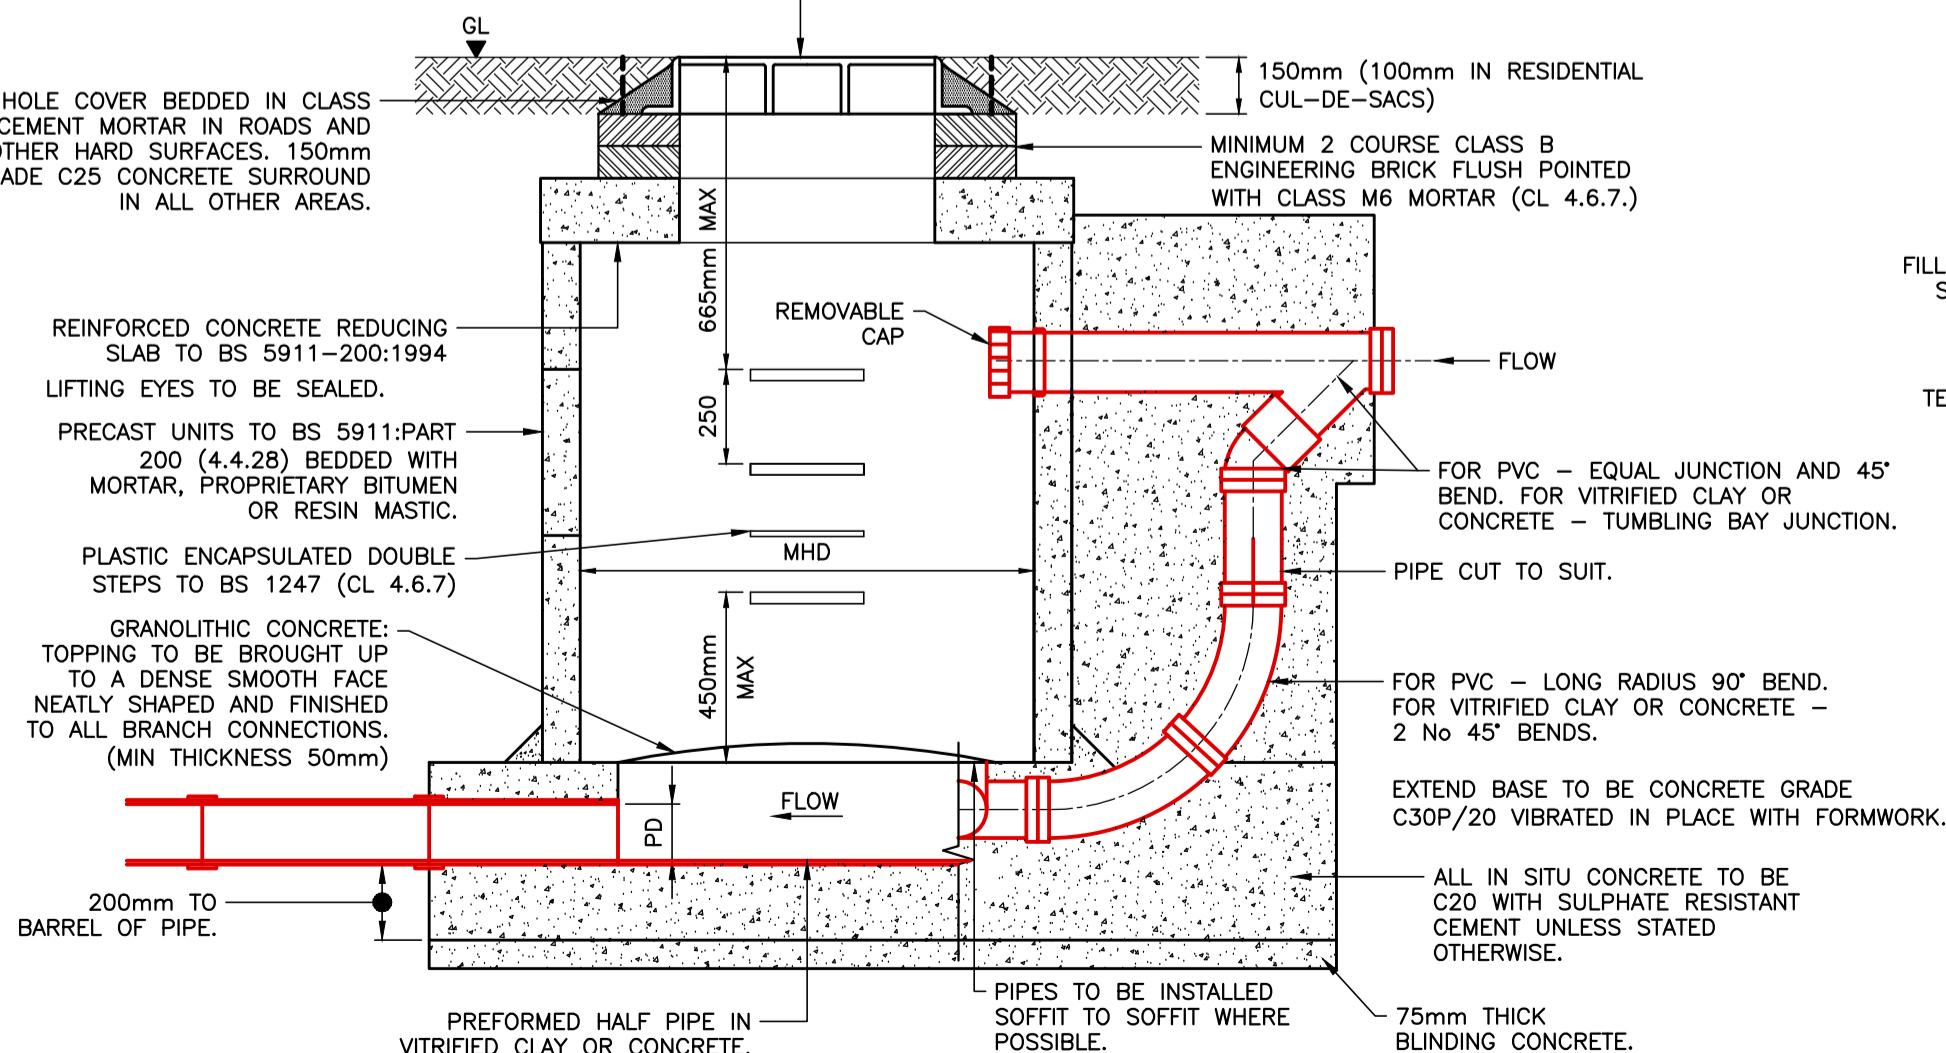 GL
HOLE COVER BEDDED IN CLASS
CEMENT MORTAR IN ROADS AND
OTHER HARD SURFACES. 150mm
C25 CONCRETE SURROUND
IN ALL OTHER AREAS.
150mm (100mm IN RESIDENTIAL
CUL-DE-SACS)
MINIMUM 2 COURSE CLASS B
ENGINEERING BRICK FLUSH POINTED
WITH CLASS M6 MORTAR (CL 4.6.7.)
665mm MAX
REINFORCED CONCRETE REDUCING
SLAB TO BS 5911-200:1994
LIFTING EYES TO BE SEALED.
REMOVABLE
CAP
FLOW
250
PRECAST UNITS TO BS 5911:PART
200 (4.4.28) BEDDED WITH
MORTAR, PROPRIETARY BITUMEN
OR RESIN MASTIC.
FOR PVC - EQUAL JUNCTION AND 45°
BEND. FOR VITRIFIED CLAY OR
CONCRETE - TUMBLING BAY JUNCTION.
PLASTIC ENCAPSULATED DOUBLE
STEPS TO BS 1247 (CL 4.6.7)
MHD
PIPE CUT TO SUIT.
GRANOLITHIC CONCRETE:
TOPPING TO BE BROUGHT UP
TO A DENSE SMOOTH FACE
NEATLY SHAPED AND FINISHED
TO ALL BRANCH CONNECTIONS.
(MIN THICKNESS 50mm)
450mm
MAX
FOR PVC - LONG RADIUS 90° BEND.
FOR VITRIFIED CLAY OR CONCRETE -
2 No 45° BENDS.
EXTEND BASE TO BE CONCRETE GRADE
C30P/20 VIBRATED IN PLACE WITH FORMWORK.
FLOW
PD
200mm TO
BARREL OF PIPE.
ALL IN SITU CONCRETE TO BE
C20 WITH SULPHATE RESISTANT
CEMENT UNLESS STATED
OTHERWISE.
PREFORMED HALF PIPE IN
VITRIFIED CLAY OR CONCRETE.
PIPES TO BE INSTALLED
SOFFIT TO SOFFIT WHERE
POSSIBLE.
75mm THICK
BLINDING CONCRETE.
FILL
S
TE